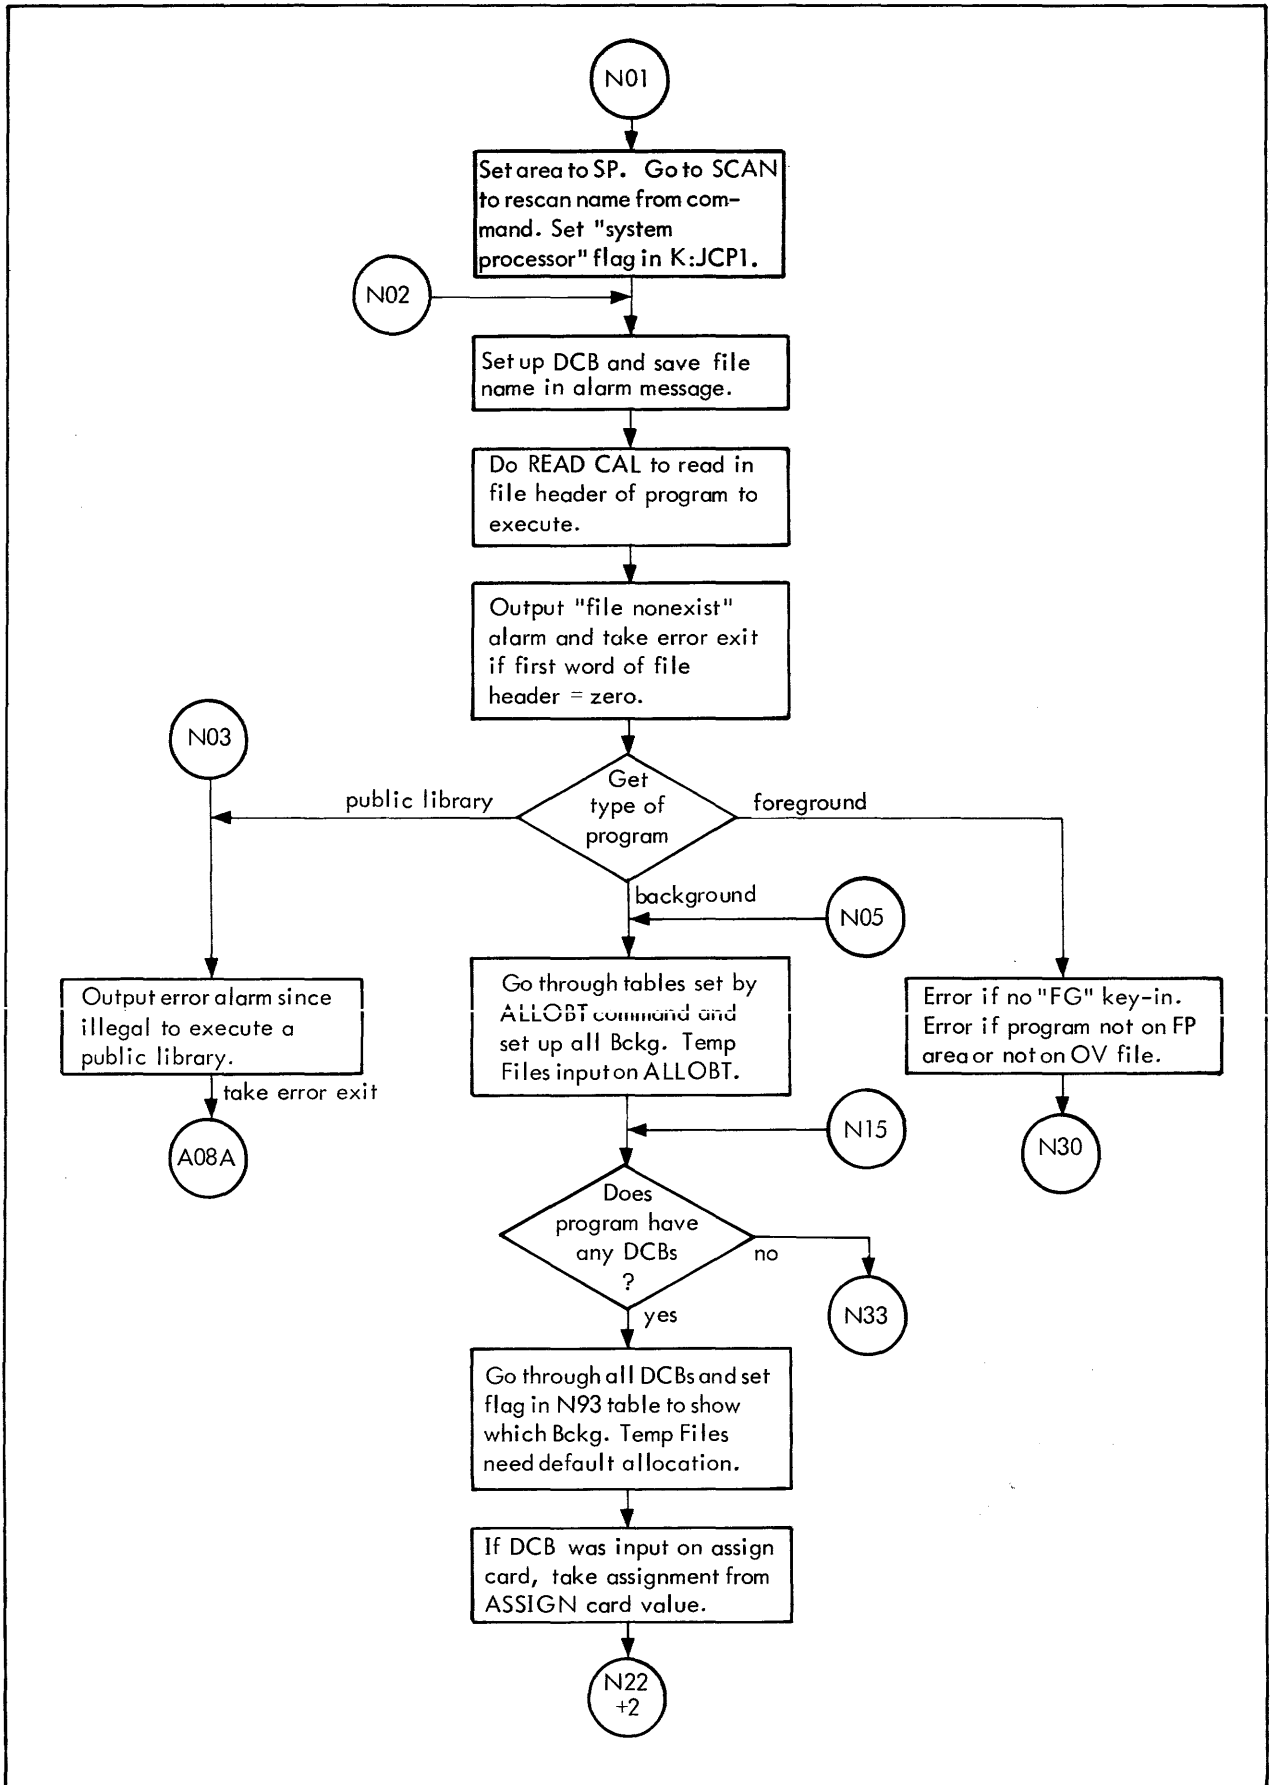 N01
Set area to SP. Go to SCAN
to rescan name from com-
mand. Set "system
processor" flag in K:JCP1.
N02
Set up DCB and save file
name in alarm message.
Do READ CAL to read in
file header of program to
execute.
Output "file nonexist"
alarm and take error exit
if first word of file
header = zero.
N03
Get
type of
program
public library
foreground
background
N05
Output error alarm since
illegal to execute a
public library.
take error exit
A08A
Go through tables set by
ALLOBT command and
set up all Bckg. Temp
Files input on ALLOBT.
Error if no "FG" key-in.
Error if program not on FP
area or not on OV file.
N30
N15
Does
program have
any DCBs
?
no
N33
yes
Go through all DCBs and set
flag in N93 table to show
which Bckg. Temp Files
need default allocation.
If DCB was input on assign
card, take assignment from
ASSIGN card value.
N22
+2